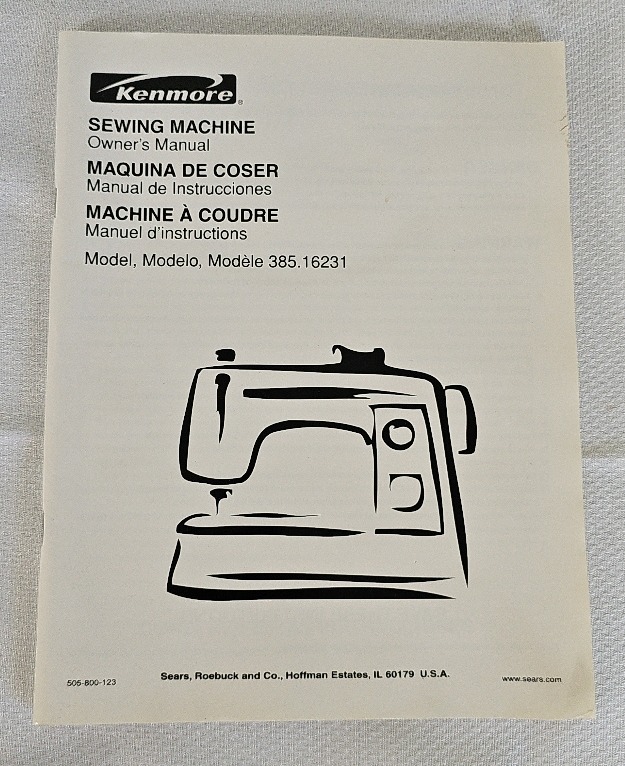 Kenmore®
SEWING MACHINE
Owner's Manual
MAQUINA DE COSER
Manual de Instrucciones
MACHINE À COUDRE
Manuel d'instructions
Model, Modelo, Modèle 385.16231
505-800-123
Sears, Roebuck and Co., Hoffman Estates, IL 60179 U.S.A.
www.sears.com